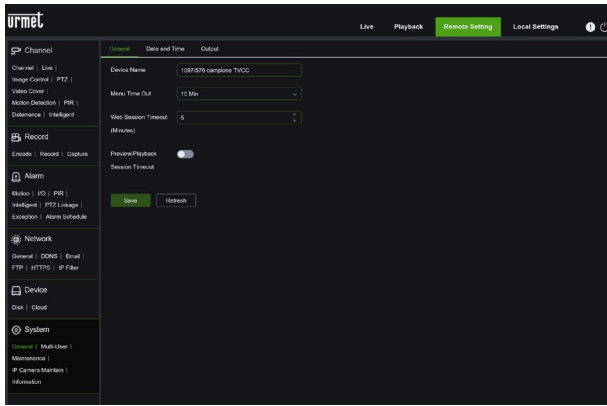 urmet
Live Playback Remote Setting Local Settings
Channel
Channel | Live |
Image Control | PTZ |
Video Cover |
Motion Detection | PIR |
Deterrence | Intelligent
Record
Encode | Record | Capture
Alarm
Motion | I/O | PIR |
Intelligent | PTZ Linkage |
Exception | Alarm Schedule
Network
General | DDNS | Email |
FTP | HTTPS | IP Filter
Device
Disk | Cloud
System
General | Multi-User |
Maintenance |
IP Camera Maintain |
Information
General Date and Time Output
Device Name 1097/576 campions TVCC
Menu Time Out 10 Min
Web Session Timeout 5
(Minutes)
Preview/Playback
Session Timeout
Save Refresh